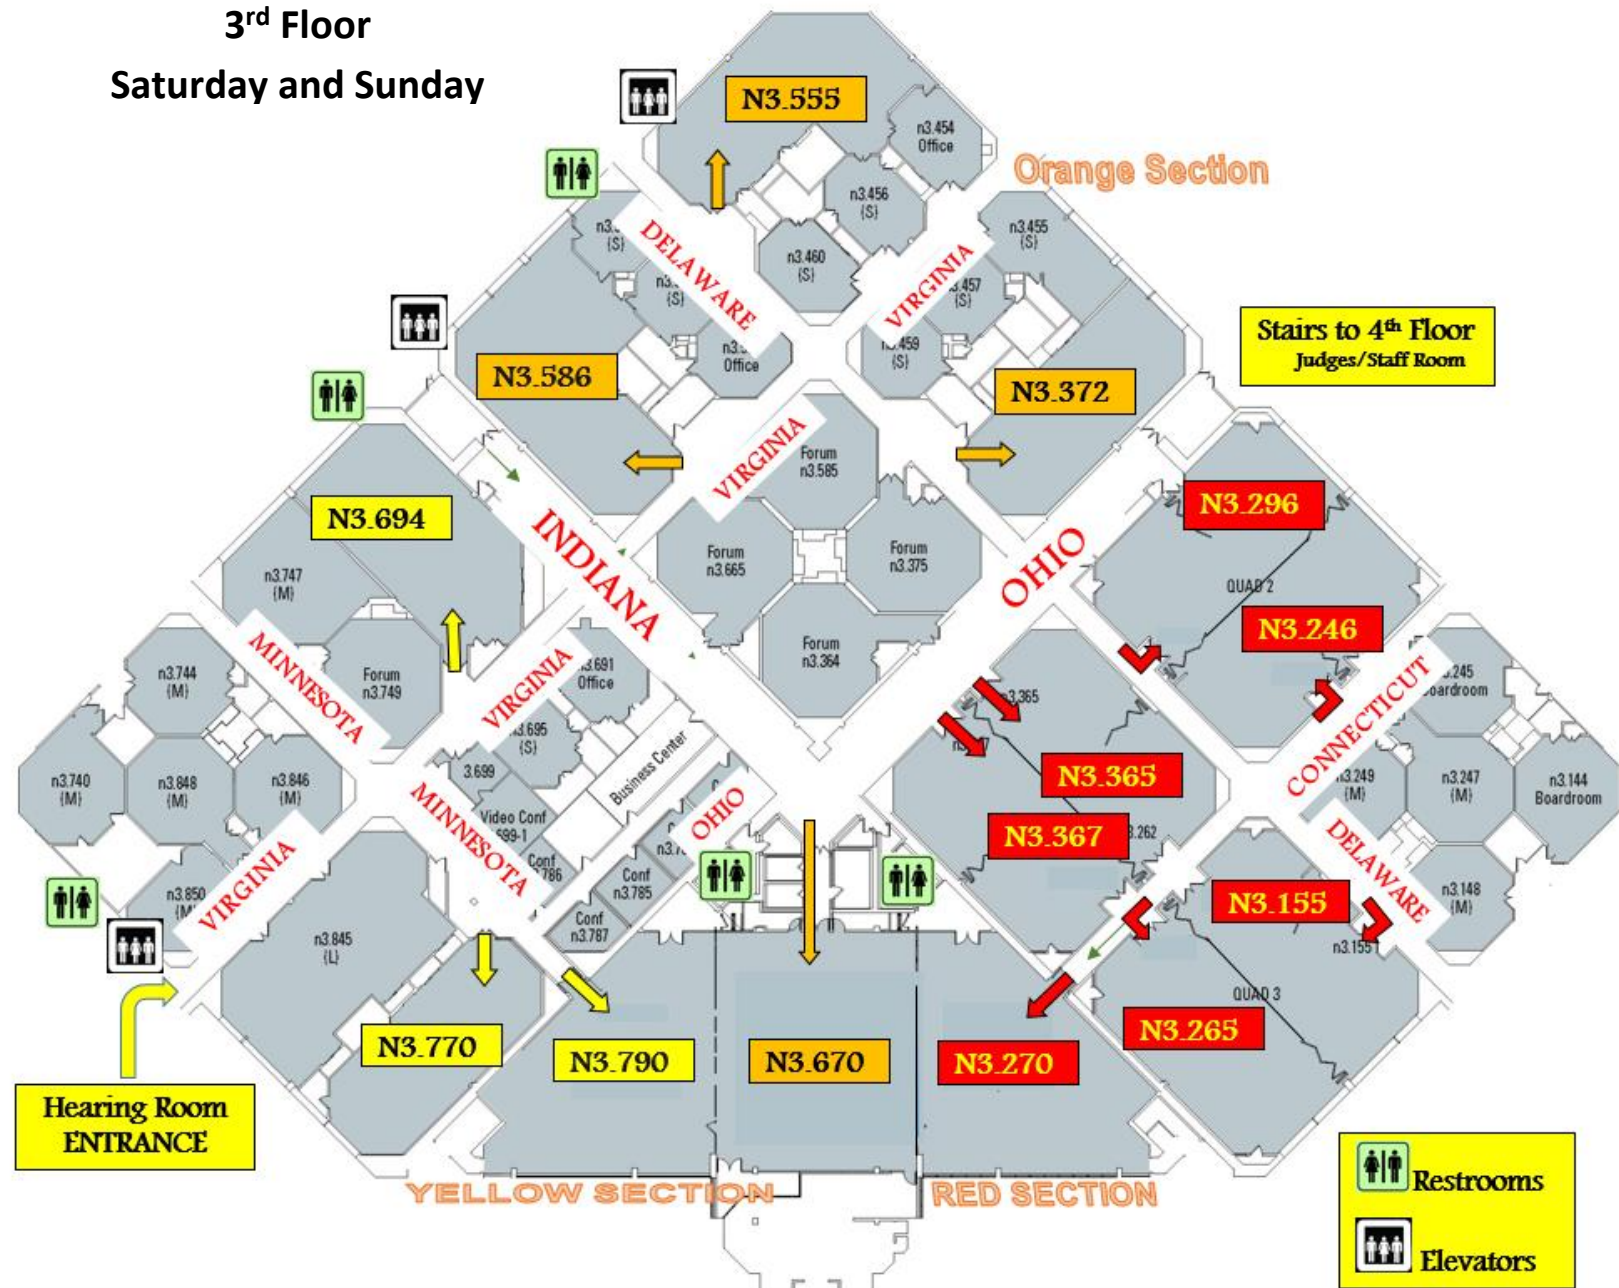 3rd Floor
Saturday and Sunday
N3.555
n3.454
Office
Orange Section
n3.456
(S)
n3.455
(S)
(S)
DELAWARE
n3.460
(S)
VIRGINIA
(S)
(S)
(S)
Office
Stairs to 4th Floor
Judges/Staff Room
N3.586
N3.372
VIRGINIA
Forum
n3.585
N3.694
N3.296
INDIANA
Forum
n3.665
Forum
n3.375
OHIO
n3.747
(M)
QUAD 2
N3.246
Forum
n3.364
MINNESOTA
Forum
n3.749
VIRGINIA
Office
n3.744
(M)
CONNECTICUT
Boardroom
n3.695
(S)
n3.365
Business Center
3.699
N3.365
n3.740
(M)
n3.848
(M)
n3.846
(M)
MINNESOTA
Video Conf
OHIO
n3.249
(M)
n3.247
(M)
n3.144
Boardroom
N3.367
Conf
DELAWARE
VIRGINIA
n3.850
Conf
n3.785
n3.148
(M)
N3.155
Conf
n3.787
n3.845
(L)
n3.155
QUAD 3
N3.265
N3.770
N3.790
N3.670
N3.270
Hearing Room
ENTRANCE
YELLOW SECTION
RED SECTION
Restrooms
Elevators